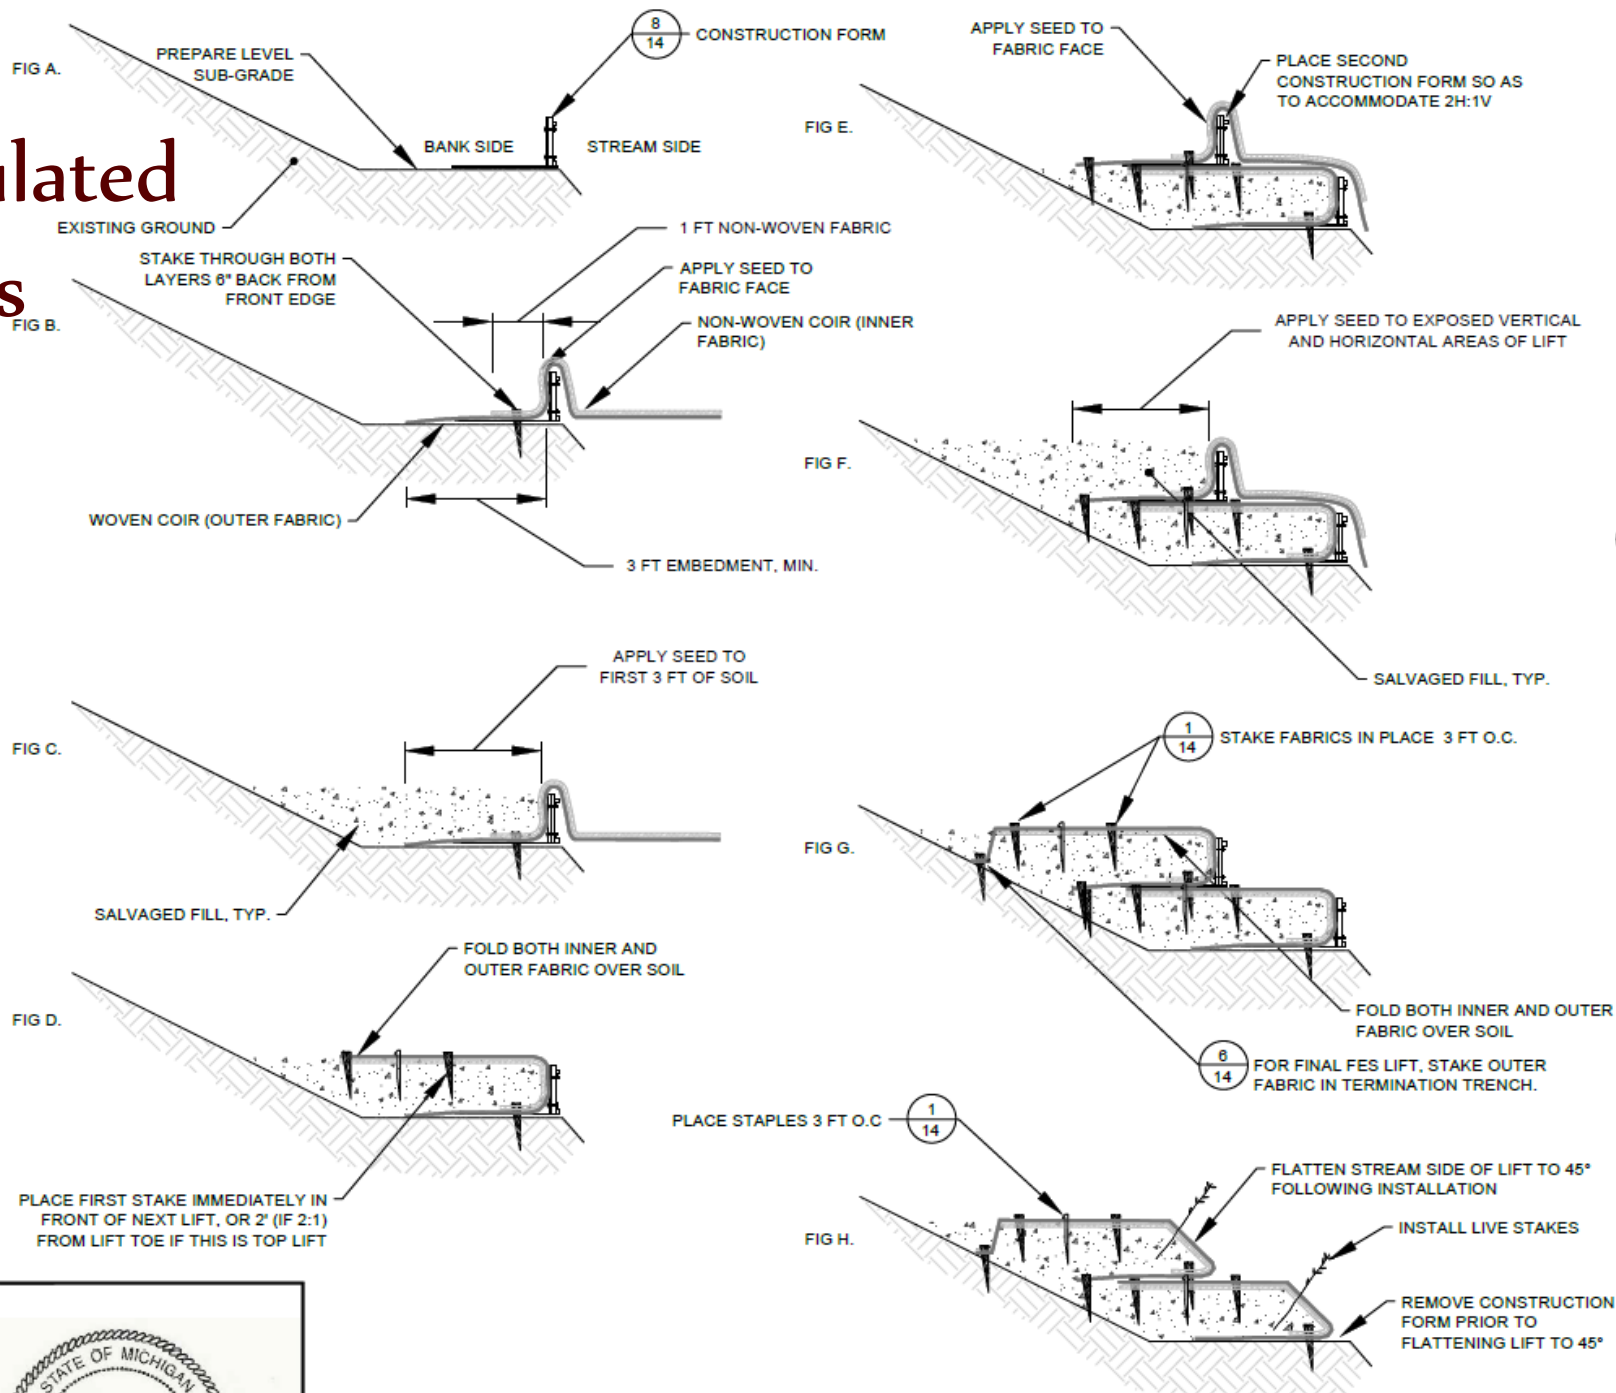 ulated
s
FIG A.
PREPARE LEVEL
SUB-GRADE
8
14
CONSTRUCTION FORM
BANK SIDE
STREAM SIDE
EXISTING GROUND
FIG B.
STAKE THROUGH BOTH
LAYERS 6" BACK FROM
FRONT EDGE
1 FT NON-WOVEN FABRIC
APPLY SEED TO
FABRIC FACE
NON-WOVEN COIR (INNER
FABRIC)
WOVEN COIR (OUTER FABRIC)
3 FT EMBEDMENT, MIN.
FIG C.
APPLY SEED TO
FIRST 3 FT OF SOIL
SALVAGED FILL, TYP.
FIG D.
FOLD BOTH INNER AND
OUTER FABRIC OVER SOIL
PLACE FIRST STAKE IMMEDIATELY IN
FRONT OF NEXT LIFT, OR 2' (IF 2:1)
FROM LIFT TOE IF THIS IS TOP LIFT
STATE OF MICHIGAN
FIG E.
APPLY SEED TO
FABRIC FACE
PLACE SECOND
CONSTRUCTION FORM SO AS
TO ACCOMMODATE 2H:1V
FIG F.
APPLY SEED TO EXPOSED VERTICAL
AND HORIZONTAL AREAS OF LIFT
SALVAGED FILL, TYP.
FIG G.
1
14
STAKE FABRICS IN PLACE 3 FT O.C.
FOLD BOTH INNER AND OUTER
FABRIC OVER SOIL
6
14
FOR FINAL FES LIFT, STAKE OUTER
FABRIC IN TERMINATION TRENCH.
FIG H.
PLACE STAPLES 3 FT O.C
1
14
FLATTEN STREAM SIDE OF LIFT TO 45°
FOLLOWING INSTALLATION
INSTALL LIVE STAKES
REMOVE CONSTRUCTION
FORM PRIOR TO
FLATTENING LIFT TO 45°